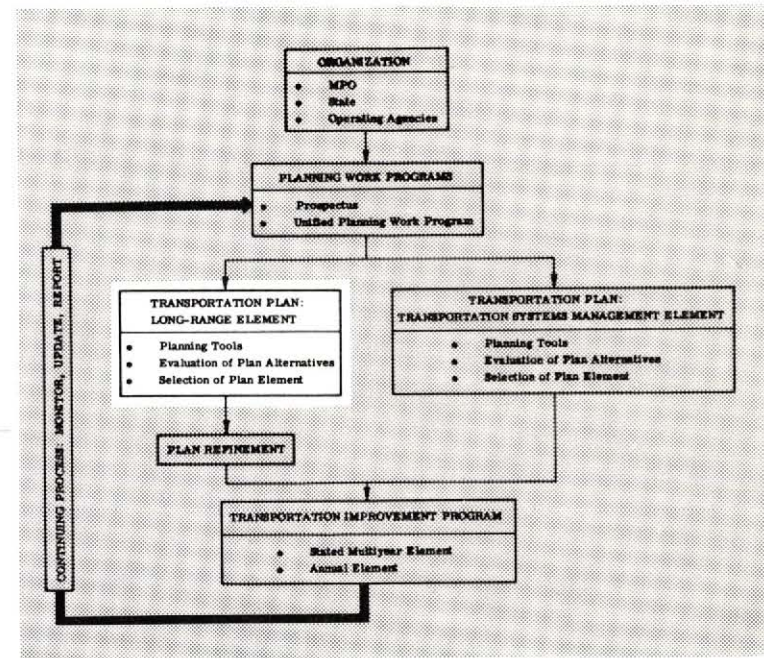 ORGANIZATION
• MPO
• State
• Operating Agencies
PLANNING WORK PROGRAMS
• Prospectus
• Unified Planning Work Program
TRANSPORTATION PLAN:
LONG-RANGE ELEMENT
• Planning Tools
• Evaluation of Plan Alternatives
• Selection of Plan Element
TRANSPORTATION PLAN:
TRANSPORTATION SYSTEMS MANAGEMENT ELEMENT
• Planning Tools
• Evaluation of Plan Alternatives
• Selection of Plan Element
PLAN REFINEMENT
TRANSPORTATION IMPROVEMENT PROGRAM
• Stated Multiyear Element
• Annual Element
CONTINUING PROCESS: MONITOR, UPDATE, REPORT